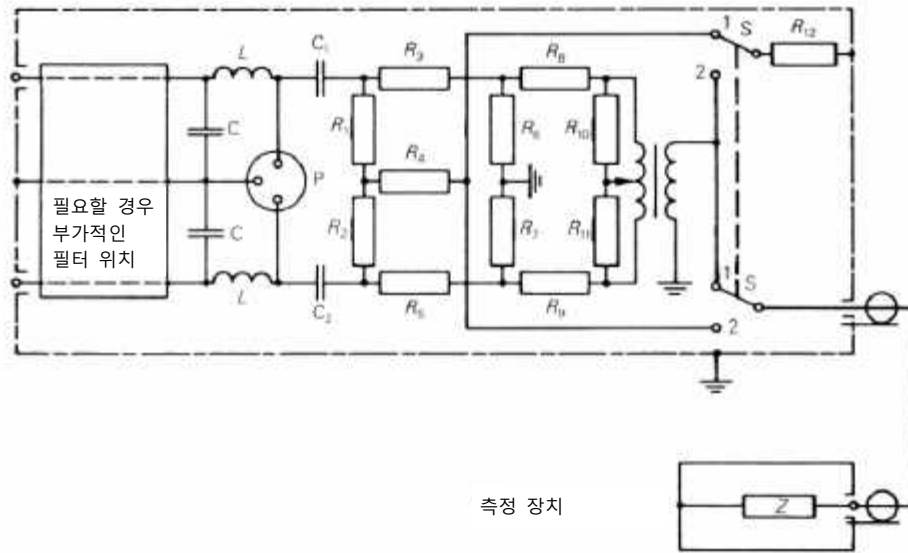 1 S
R₁₂
L
C₁
R₃
R₈
2
R₁
C
R₆
R₁₀
P
R₄
필요할 경우
부가적인
필터 위치
C
R₂
R₇
R₁₁
1
S
L
C₂
R₅
R₉
2
측정 장치
Z